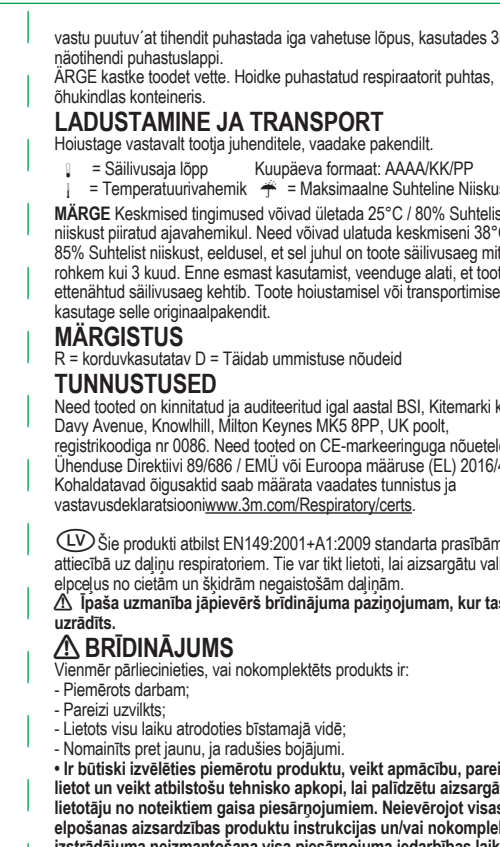 vastu puutuv´at tihendit puhastada iga vahetuse lõpus, kasutades 3
näotihendi puhastuslappi.
ÄRGE kastke toodet vette. Hoidke puhastatud respiraatorit puhtas,
õhukindlas konteineris.
LADUSTAMINE JA TRANSPORT
Hoiustage vastavalt tootja juhenditele, vaadake pakendilt.
= Säilivusaja lõpp Kuupäeva formaat: AAAA/KK/PP
= Temperatuurivahemik = Maksimaalne Suhteline Niiskus
MÄRGE Keskmised tingimused võivad ületada 25°C / 80% Suhtelis
niiskust piiratud ajavahemikul. Need võivad ulatuda keskmiseni 38°
85% Suhtelist niiskust, eeldusel, et sel juhul on toote säilivusaeg mit
rohkem kui 3 kuud. Enne esmast kasutamist, veenduge alati, et toot
ettenähtud säilivusaeg kehtib. Toote hoiustamisel või transportimise
kasutage selle originaalpakendit.
MÄRGISTUS
R = korduvkasutatav D = Täidab ummistuse nõudeid
TUNNUSTUSED
Need tooted on kinnitatud ja auditeeritud igal aastal BSI, Kitemarki k
Davy Avenue, Knowlhill, Milton Keynes MK5 8PP, UK poolt,
registrikoodiga nr 0086. Need tooted on CE-markeeringuga nõuetele
Ühenduse Direktiivi 89/686 / EMÜ või Euroopa määruse (EL) 2016/4
Kohaldatavad õigusaktid saab määrata vaadates tunnistus ja
vastavusdeklaratsiooniwww.3m.com/Respiratory/certs.
LV Šie produkti atbilst EN149:2001+A1:2009 standarta prasībām
attiecībā uz daļiņu respiratoriem. Tie var tikt lietoti, lai aizsargātu val
elpceļus no cietām un šķidrām negaistošām daļiņām.
⚠ Īpaša uzmanība jāpievērš brīdinājuma paziņojumam, kur tas
uzrādīts.
⚠ BRĪDINĀJUMS
Vienmēr pārliecinieties, vai nokomplektēts produkts ir:
- Piemērots darbam;
- Pareizi uzvilkts;
- Lietots visu laiku atrodoties bīstamajā vidē;
- Nomainīts pret jaunu, ja radušies bojājumi.
• Ir būtiski izvēlēties piemērotu produktu, veikt apmācību, parei
lietot un veikt atbilstošu tehnisko apkopi, lai palīdzētu aizsargā
lietotāju no noteiktiem gaisa piesārņojumiem. Neievērojot visas
elpošanas aizsardzības produktu instrukcijas un/vai nokomplek
izstrādājuma neizmantošana visa piesārņojuma iedarbības laik